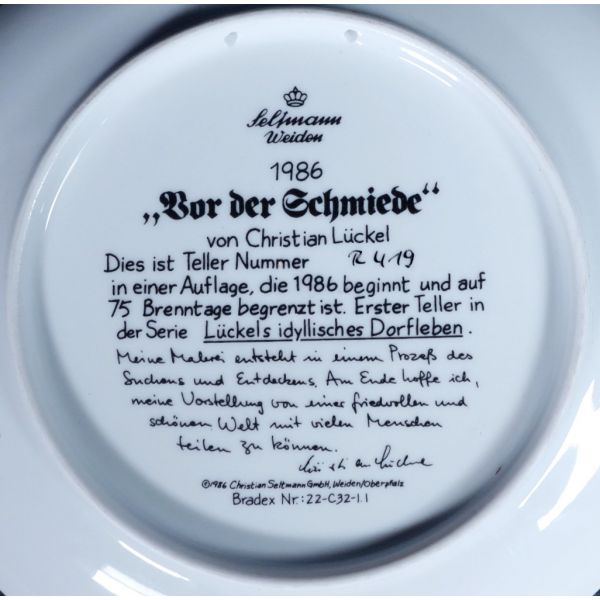 Seltmann
Weiden
1986
„Vor der Schmiede“
von Christian Lückel
Dies ist Teller Nummer R 419
in einer Auflage, die 1986 beginnt und auf
75 Brenntage begrenzt ist. Erster Teller in
der Serie Lückels idyllisches Dorfleben.
Meine Malerei entsteht in einem Prozeß des
Suchens und Entdeckens. Am Ende hoffe ich,
meine Vorstellung von einer friedvollen und
schönen Welt mit vielen Menschen
teilen zu können.
Christian Lückel
©1986 Christian Seltmann GmbH, Weiden/Oberpfalz
Bradex Nr.: 22-C32-1.1